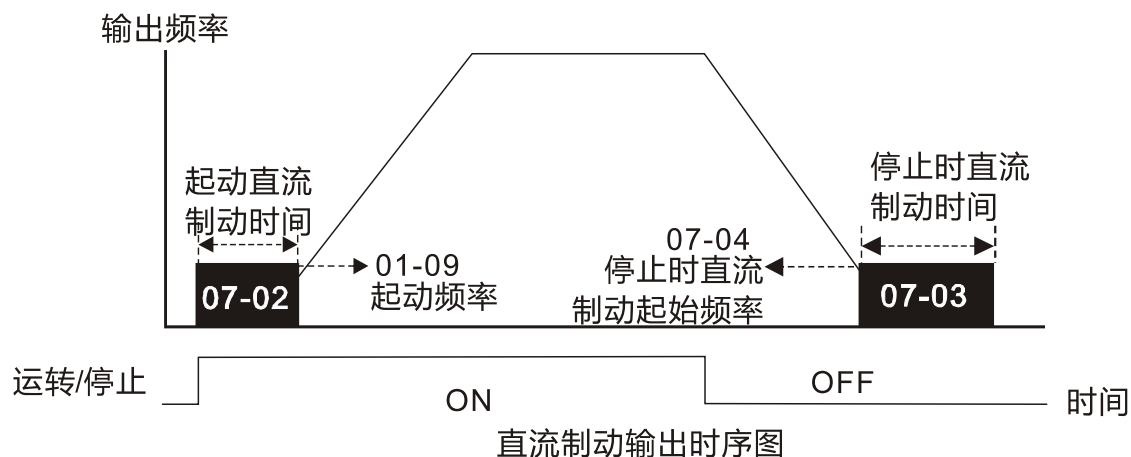 输出频率
起动直流
制动时间
07-02
01-09
起动频率
07-04
停止时直流
制动起始频率
停止时直流
制动时间
07-03
运转/停止
ON
OFF
时间
直流制动输出时序图